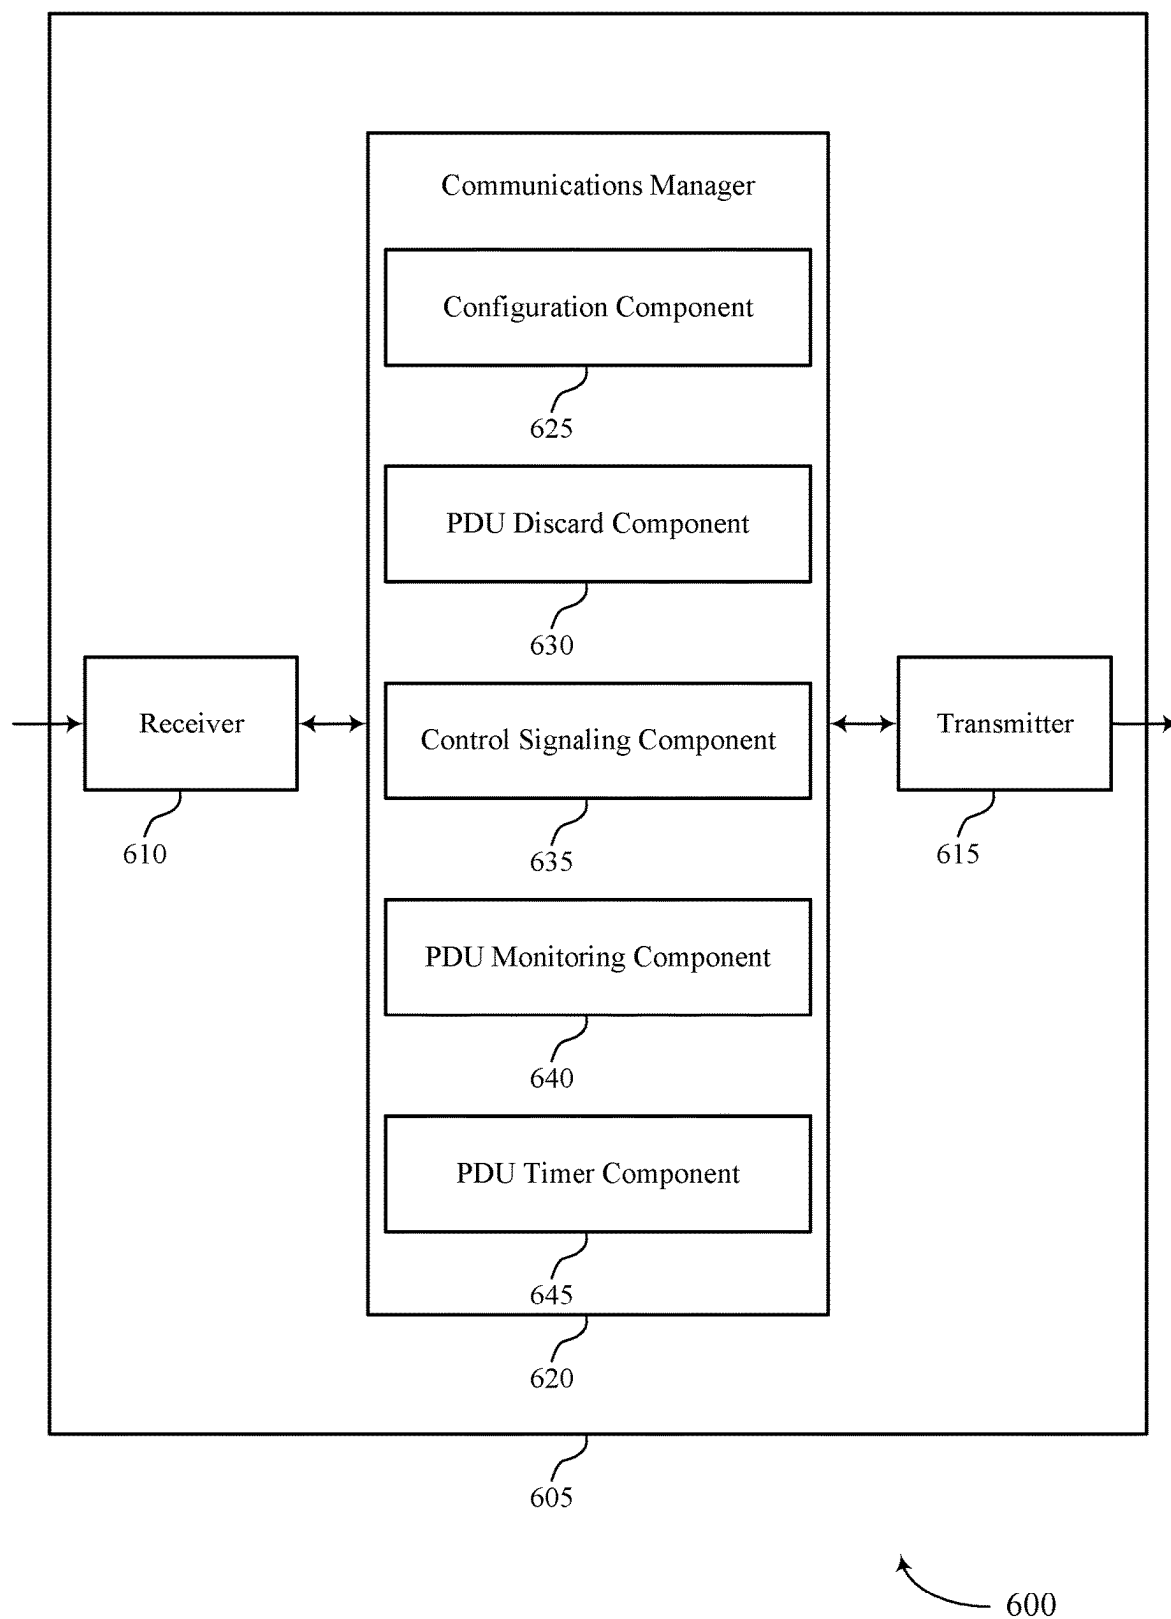 Communications Manager
Configuration Component
625
PDU Discard Component
630
Receiver
610
Control Signaling Component
635
Transmitter
615
PDU Monitoring Component
640
PDU Timer Component
645
620
605
600